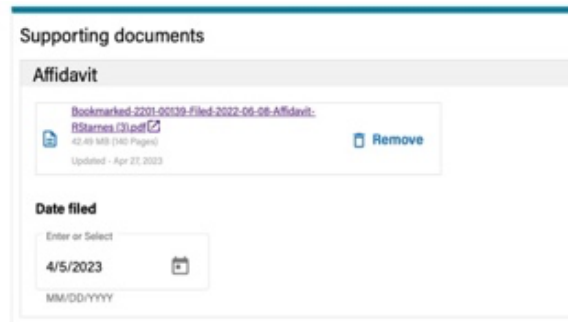 Supporting documents
Affidavit
Bookmarked-2201-00139-Filed-2022-06-08-Affidavit-
RStarnes (3).pdf
42.49 MB (140 Pages)
Remove
Updated - Apr 27, 2023
Date filed
Enter or Select
4/5/2023
MM/DD/YYYY